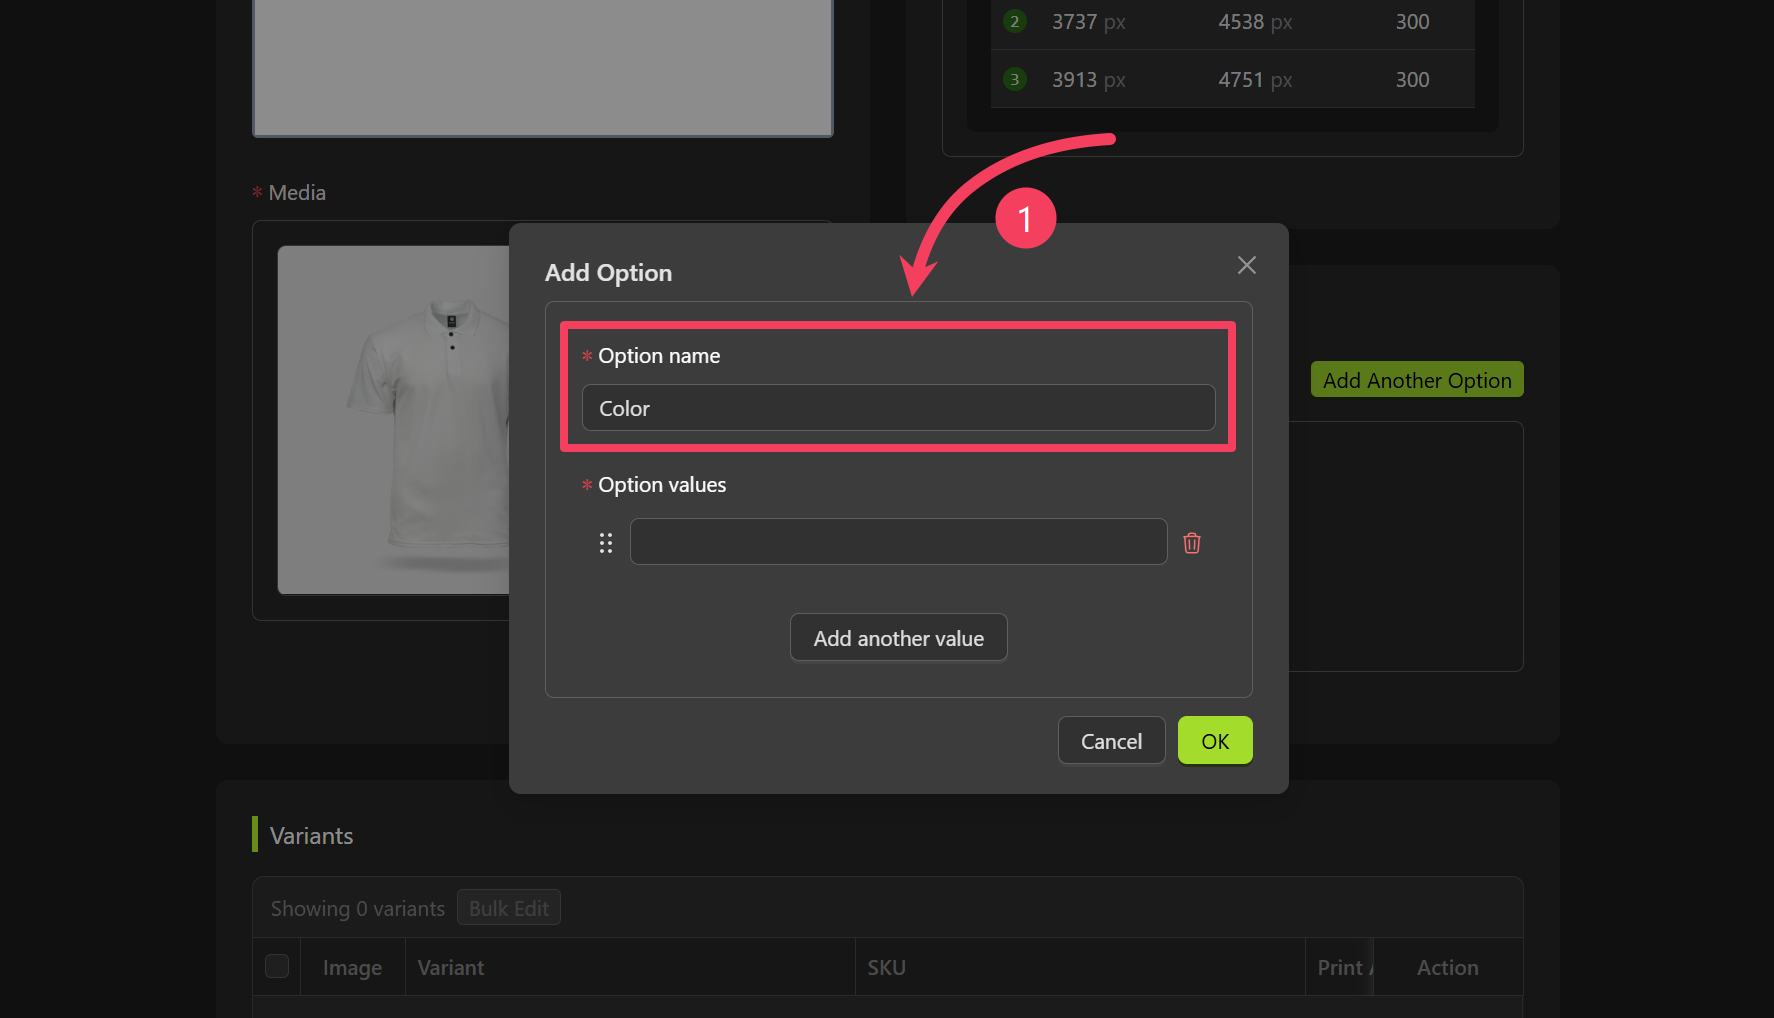 2 3737 px 4538 px 300
3 3913 px 4751 px 300
* Media
1
Add Option
* Option name
Color
Add Another Option
* Option values
Add another value
Cancel OK
Variants
Showing 0 variants Bulk Edit
Image Variant SKU Print Action